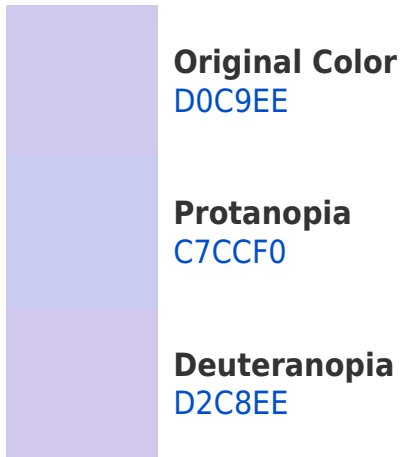 Original Color
D0C9EE
Protanopia
C7CCF0
Deuteranopia
D2C8EE